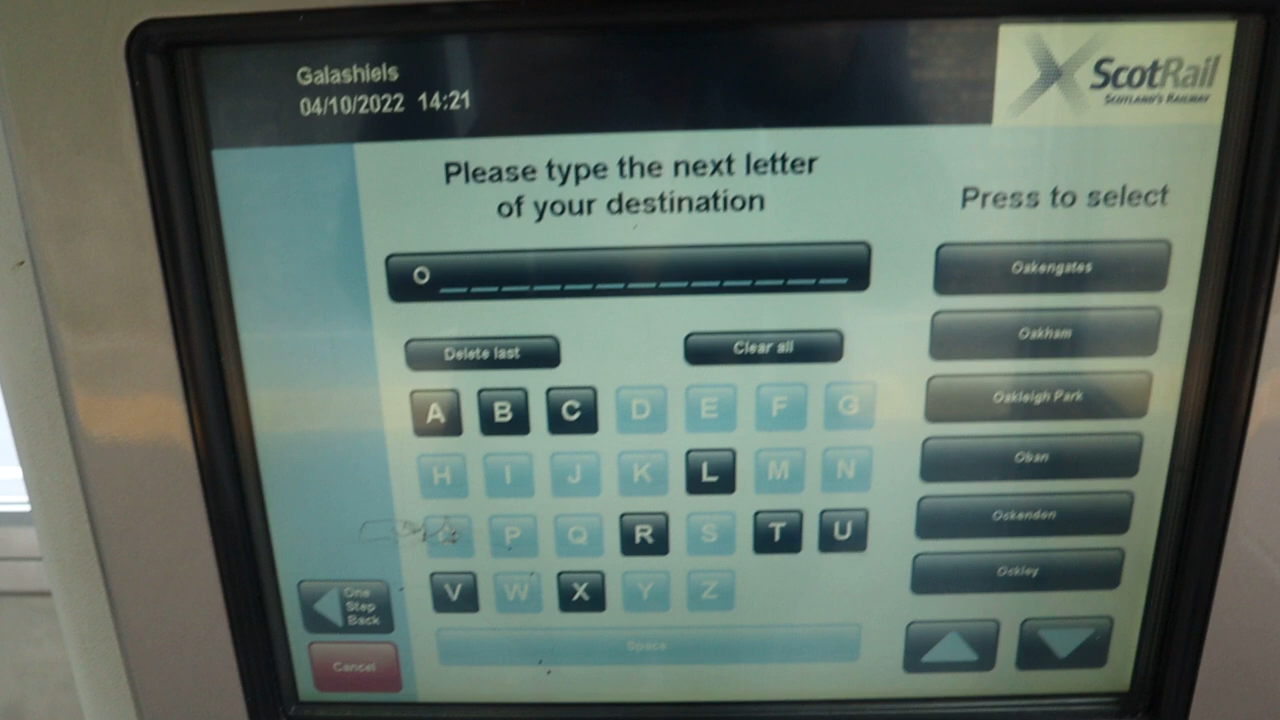 Galashiels
04/10/2022 14:21
ScotRail
SCOTLAND'S RAILWAY
Please type the next letter
of your destination
Press to select
O _ _ _ _ _ _ _ _ _ _ _ _ _
Delete last
Clear all
A B C D E F G
H I J K L M N
P Q R S T U
V W X Y Z
Space
One
Step
Back
Cancel
Oakengates
Oakham
Oakleigh Park
Oban
Ockendon
Ockley